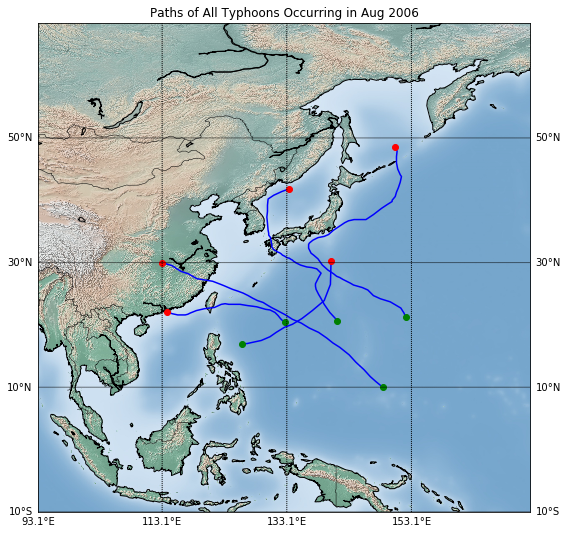 Paths of All Typhoons Occurring in Aug 2006
50°N 50°N
30°N 30°N
10°N 10°N
10°S 10°S
93.1°E 113.1°E 133.1°E 153.1°E